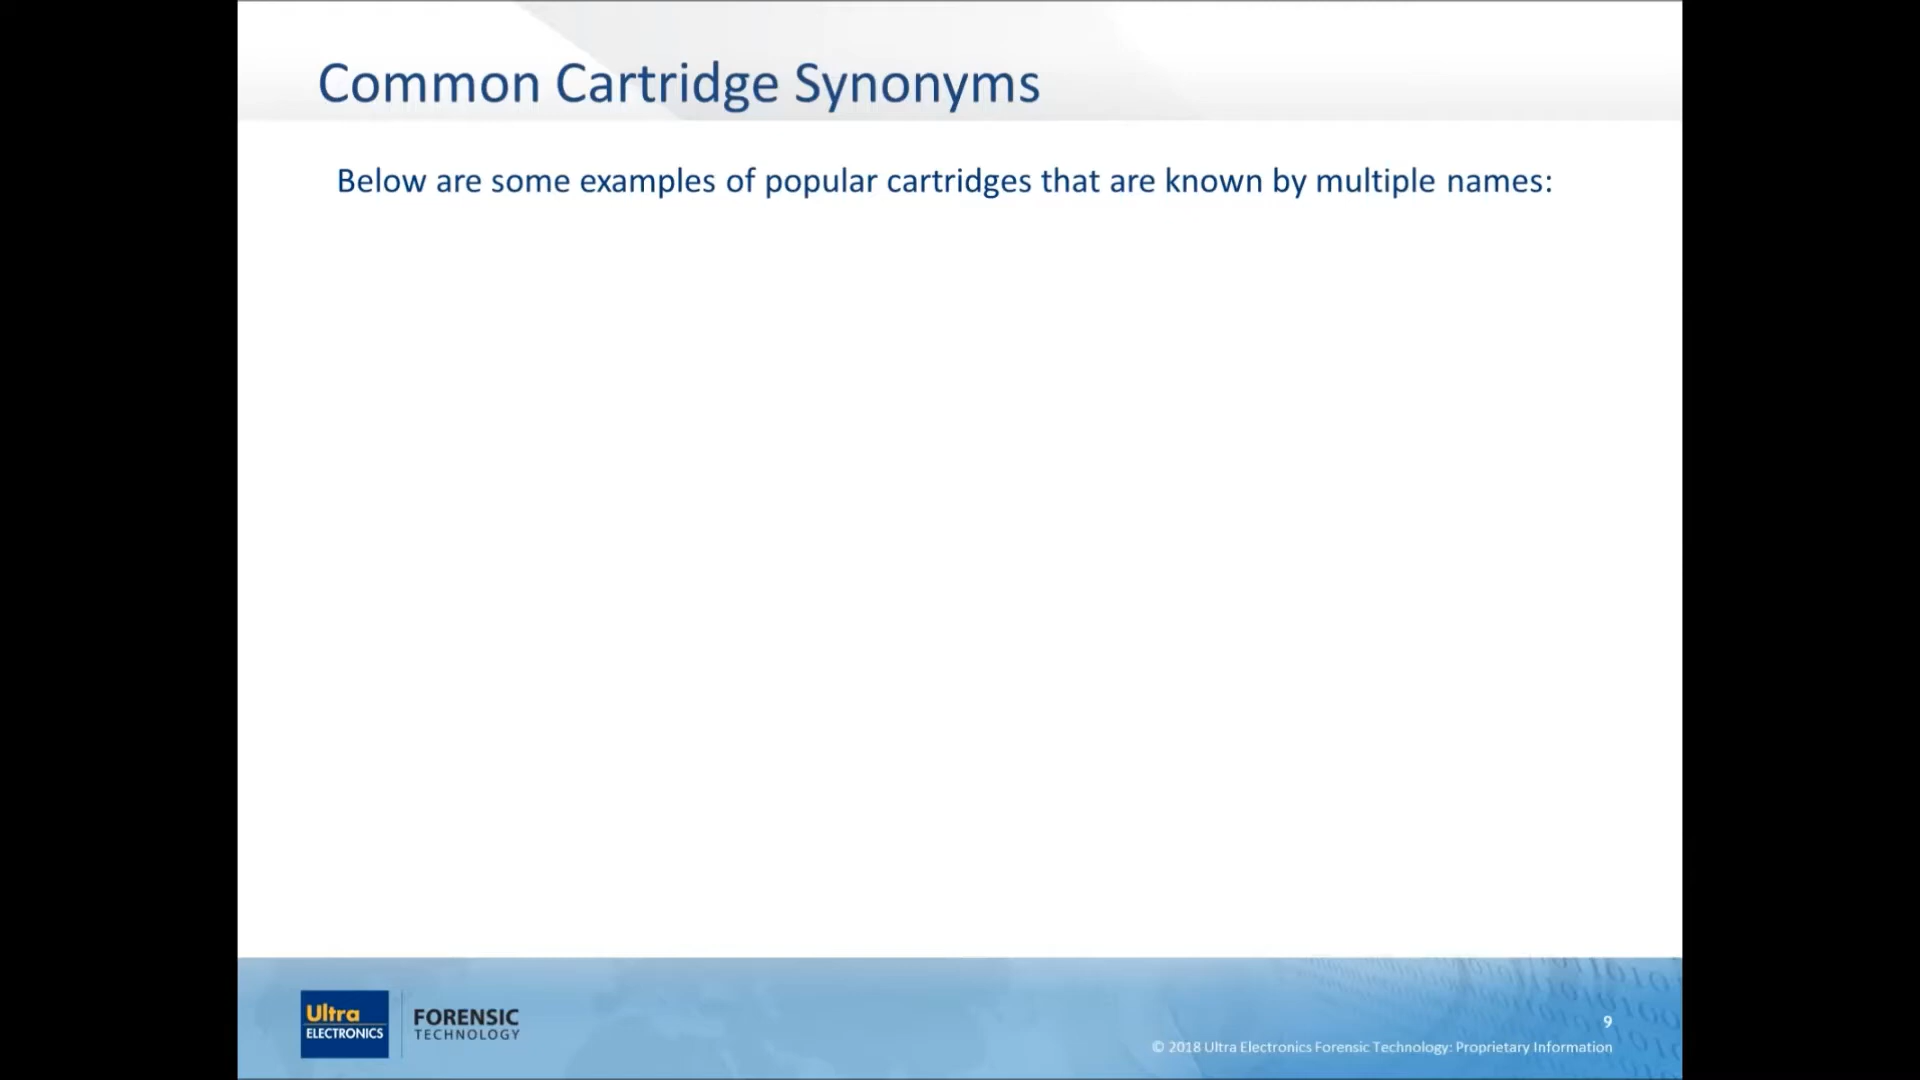 Common Cartridge Synonyms
Below are some examples of popular cartridges that are known by multiple names:
Ultra
ELECTRONICS
FORENSIC
TECHNOLOGY
9
© 2018 Ultra Electronics Forensic Technology: Proprietary Information